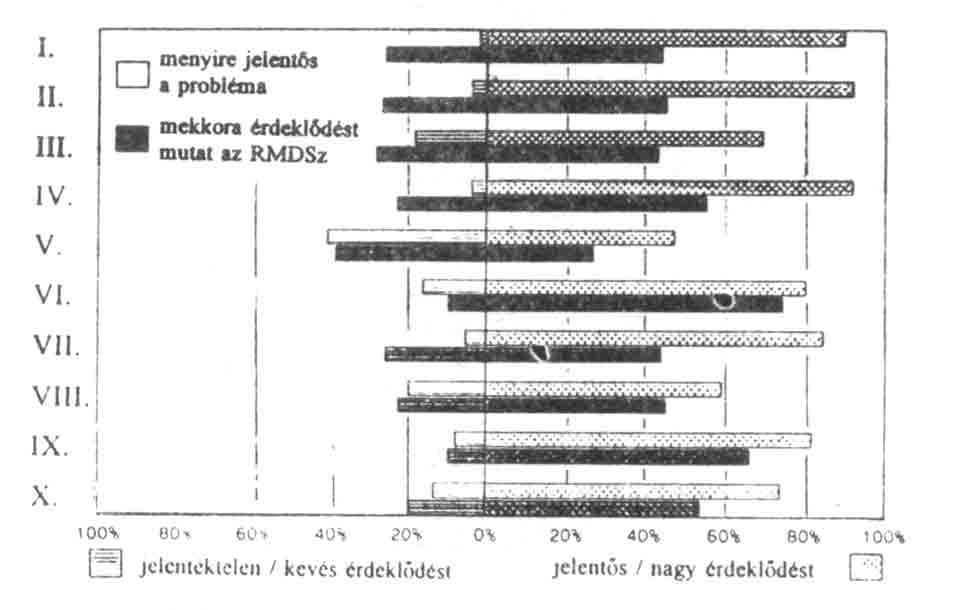 I.
menyire jelentős
a probléma
II.
mekkora érdeklődést
mutat az RMDSz
III.
IV.
V.
VI.
VII.
VIII.
IX.
X.
100% 80% 60% 40% 20% 0% 20% 40% 60% 80% 100%
jelentektelen / kevés érdeklődést
jelentős / nagy érdeklődést